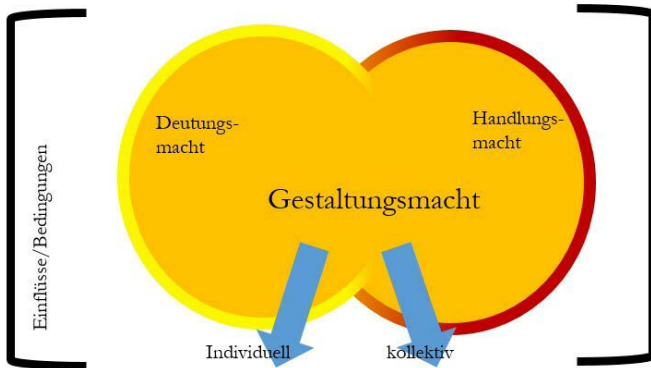 Einflüsse/Bedingungen
Deutungs-
macht
Handlungs-
macht
Gestaltungsmacht
Individuell
kollektiv